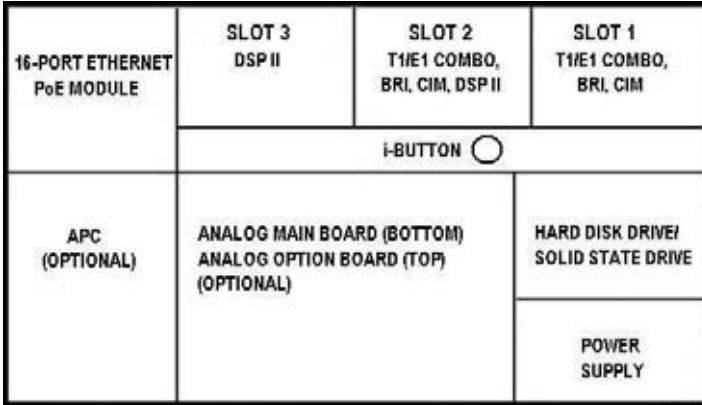 16-PORT ETHERNET
PoE MODULE
SLOT 3
DSP II
SLOT 2
T1/E1 COMBO,
BRI, CIM, DSP II
SLOT 1
T1/E1 COMBO,
BRI, CIM
i-BUTTON
APC
(OPTIONAL)
ANALOG MAIN BOARD (BOTTOM)
ANALOG OPTION BOARD (TOP)
(OPTIONAL)
HARD DISK DRIVE/
SOLID STATE DRIVE
POWER
SUPPLY